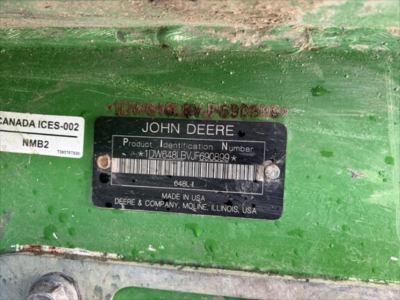 CANADA ICES-002
NMB2
JOHN DEERE
Product Identification Number
*1DW648LBVJF690899*
648L-II
MADE IN USA
DEERE & COMPANY, MOLINE, ILLINOIS, USA